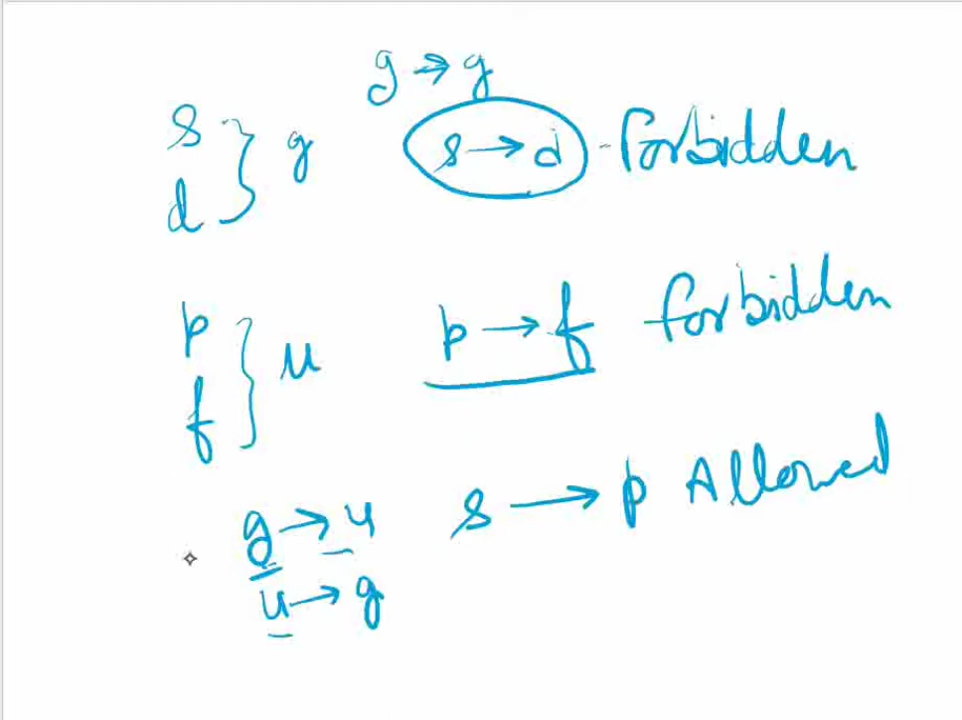 g → g
s
d } g
s → d - forbidden
p
f } u
p → f forbidden
g → u
s → p Allowed
u → g